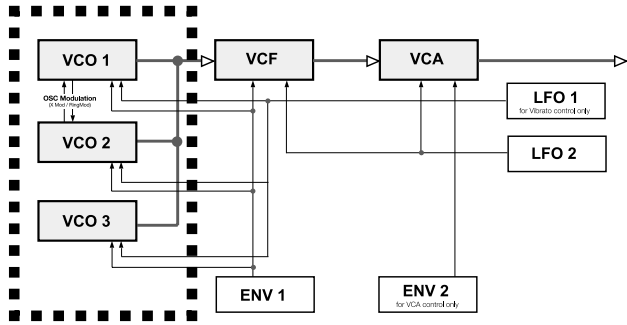 VCO 1
VCF
VCA
OSC Modulation
(X Mod / RingMod)
LFO 1
for Vibrato control only
VCO 2
LFO 2
VCO 3
ENV 1
ENV 2
for VCA control only